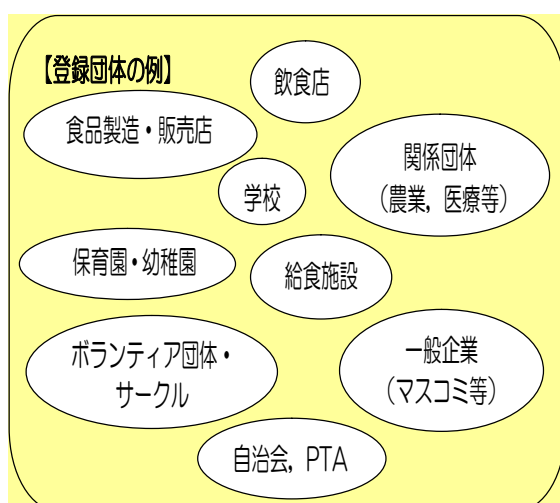 【登録団体の例】
飲食店
食品製造・販売店
関係団体
(農業,医療等)
学校
保育園・幼稚園
給食施設
ボランティア団体・
サークル
一般企業
(マスコミ等)
自治会,PTA